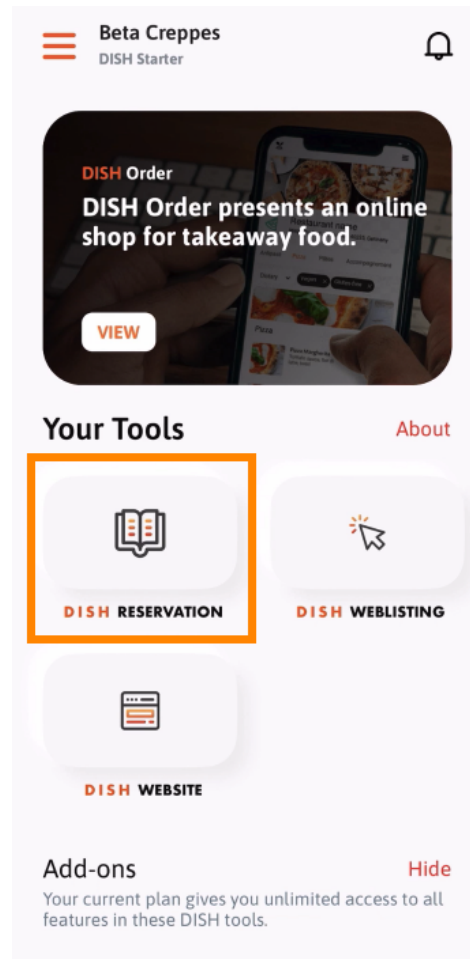 Beta Creppes
DISH Starter
DISH Order
DISH Order presents an online
shop for takeaway food.
VIEW
Pizza
Your Tools
About
DISH RESERVATION
DISH WEBLISTING
DISH WEBSITE
Add-ons
Hide
Your current plan gives you unlimited access to all
features in these DISH tools.